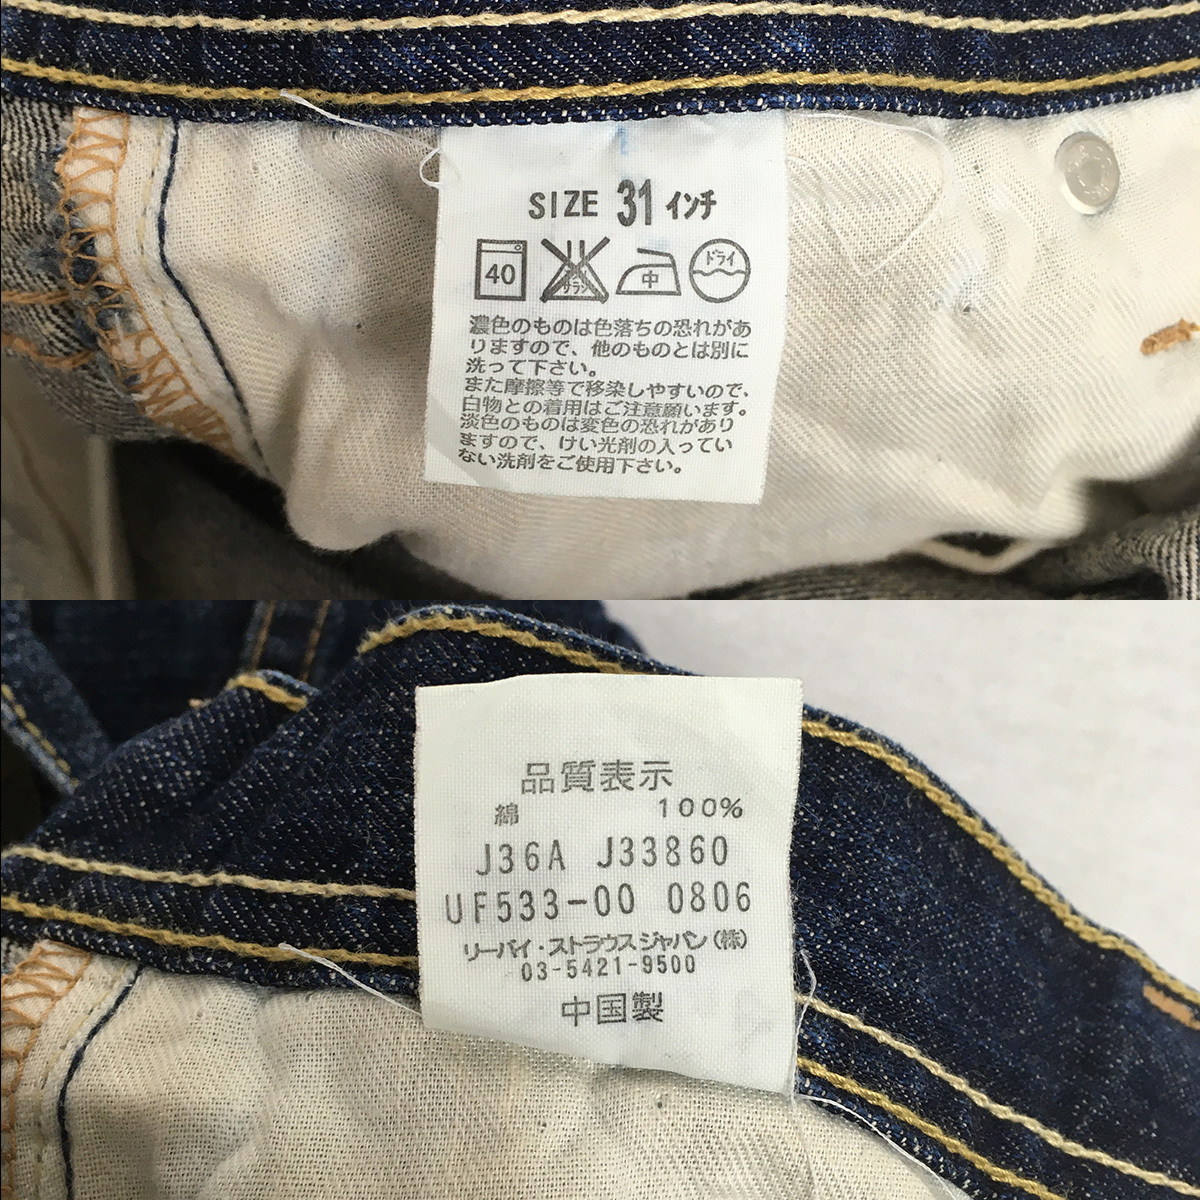 SIZE 31 インチ
40 サラシ 中 ドライ
濃色のものは色落ちの恐れがあ
りますので、他のものとは別に
洗って下さい。
また摩擦等で移染しやすいので、
白物との着用はご注意願います。
淡色のものは変色の恐れがあり
ますので、けい光剤の入ってい
ない洗剤をご使用下さい。
品質表示
綿 100%
J36A J33860
UF533-00 0806
リーバイ・ストラウス ジャパン(株)
03-5421-9500
中国製